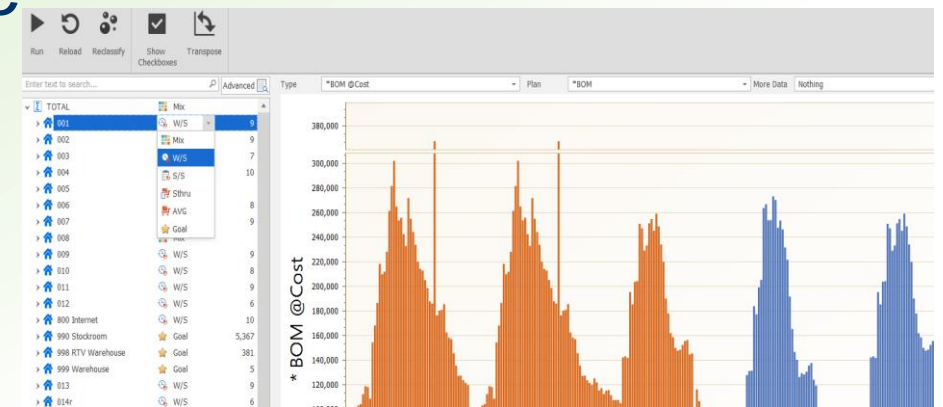 Run Reload Reclassify Show Checkboxes Transpose
Enter text to search... Advanced Type *BOM @Cost Plan *BOM More Data Nothing
TOTAL Mix
001 W/S 9
002 Mix 9
003 W/S 7
004 S/S 10
005 Sthru
006 AVG 8
007 Goal 9
008 Mix
009 W/S 9
010 W/S 8
011 W/S 9
012 W/S 6
800 Internet W/S 10
990 Stockroom Goal 5,367
998 RTV Warehouse Goal 381
999 Warehouse Goal 5
013 W/S 9
014r W/S 6
* BOM @Cost
380,000
300,000
280,000
260,000
240,000
220,000
200,000
180,000
160,000
140,000
120,000